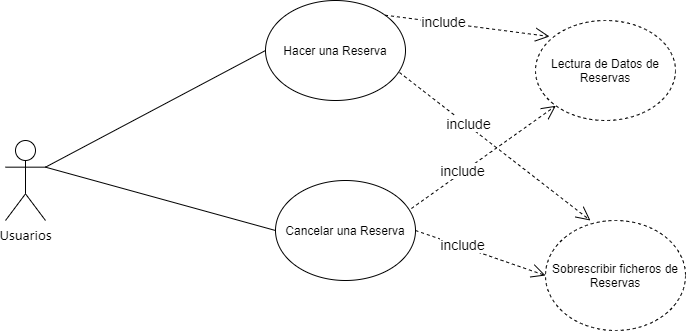 include
Hacer una Reserva
Lectura de Datos de
Reservas
include
include
Usuarios
Cancelar una Reserva
include
Sobrescribir ficheros de
Reservas